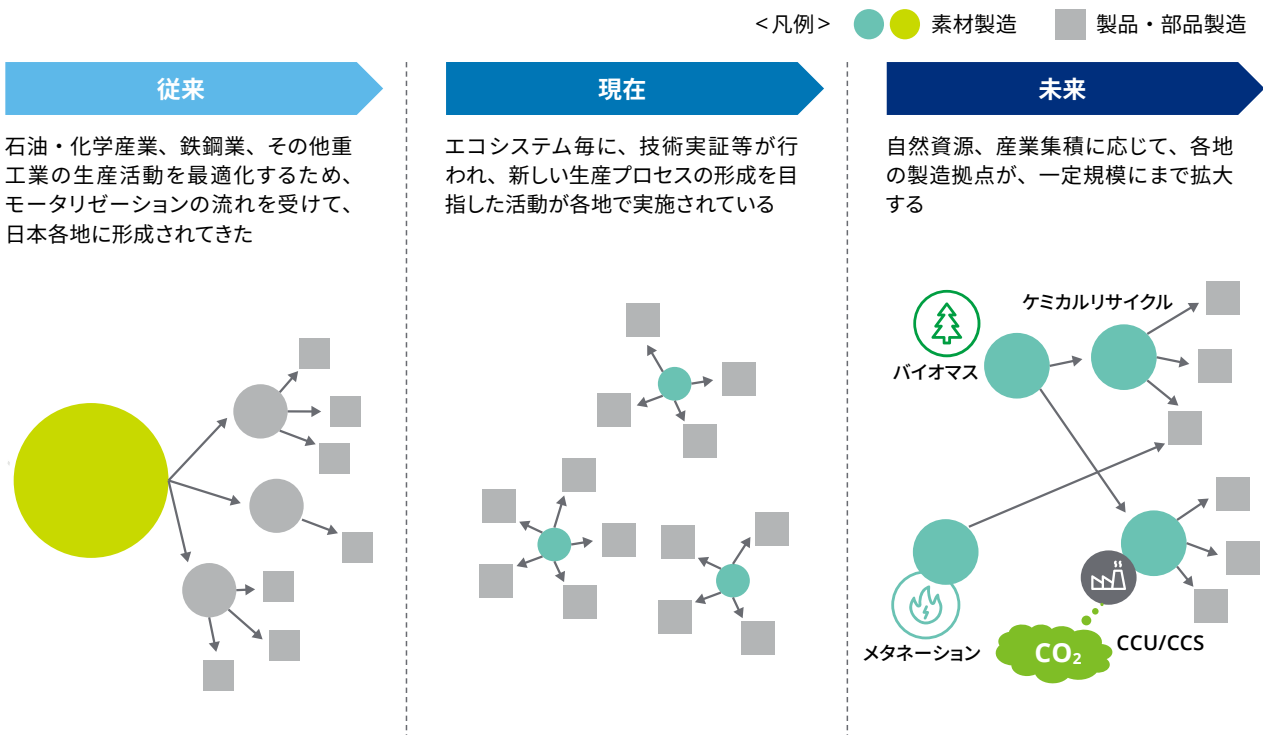 <凡例> 素材製造 製品・部品製造
従来
石油・化学産業、鉄鋼業、その他重
工業の生産活動を最適化するため、
モータリゼーションの流れを受けて、
日本各地に形成されてきた
現在
エコシステム毎に、技術実証等が行
われ、新しい生産プロセスの形成を目
指した活動が各地で実施されている
未来
自然資源、産業集積に応じて、各地
の製造拠点が、一定規模にまで拡大
する
ケミカルリサイクル
バイオマス
メタネーション
CO₂
CCU/CCS